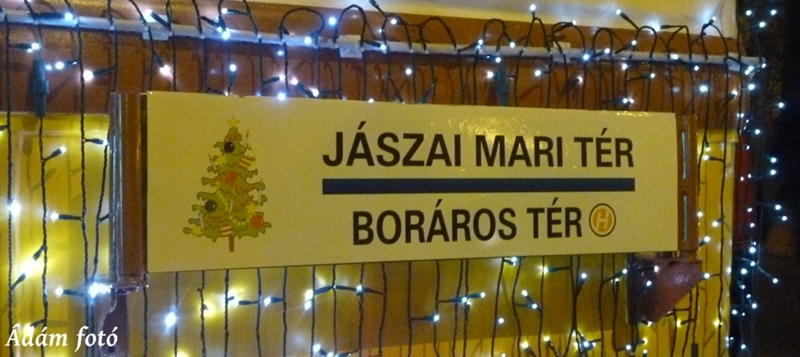 JÁSZAI MARI TÉR
BORÁROS TÉR H
Ádám fotó